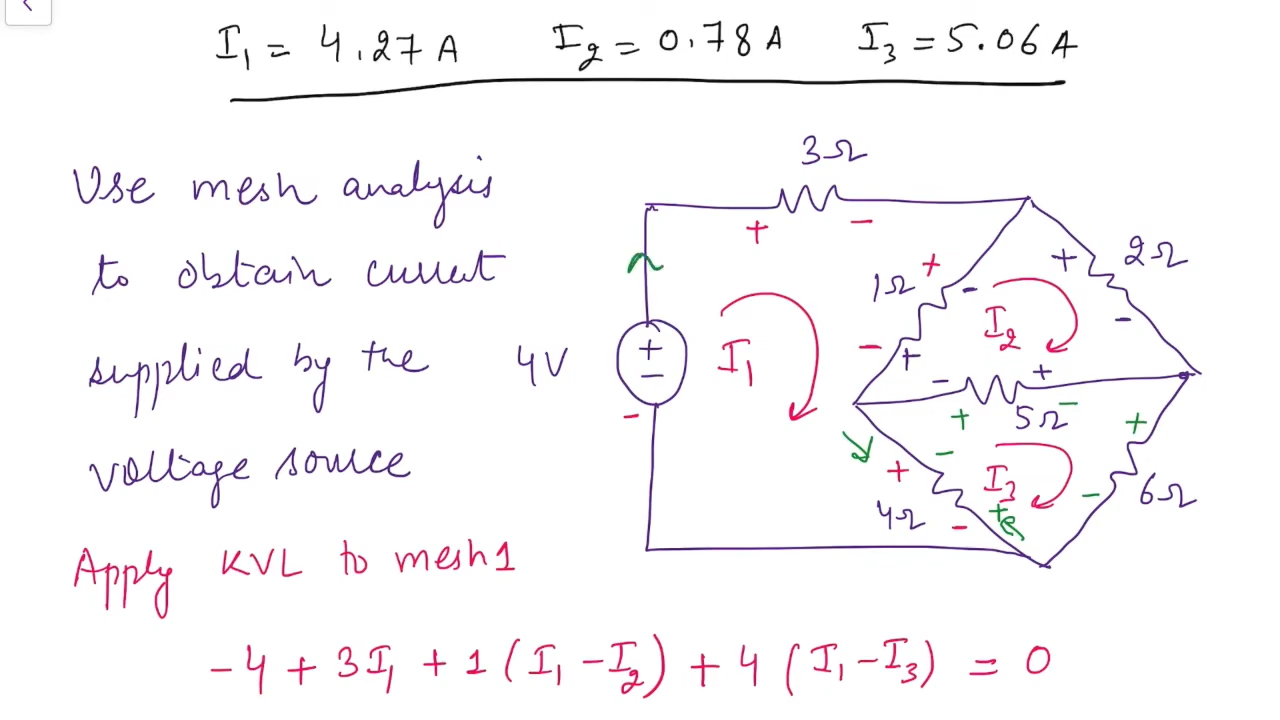 I₁ = 4.27 A I₂ = 0.78 A I₃ = 5.06 A
Use mesh analysis
to obtain current
supplied by the
voltage source
3Ω
+ -
1Ω + - + 2Ω
I₂ -
4V + - I₁ - +
- - + 
+ 5Ω - +
+ - I₃ - 6Ω
4Ω - +
Apply KVL to mesh 1
-4 + 3I₁ + 1 (I₁ - I₂) + 4 (I₁ - I₃) = 0